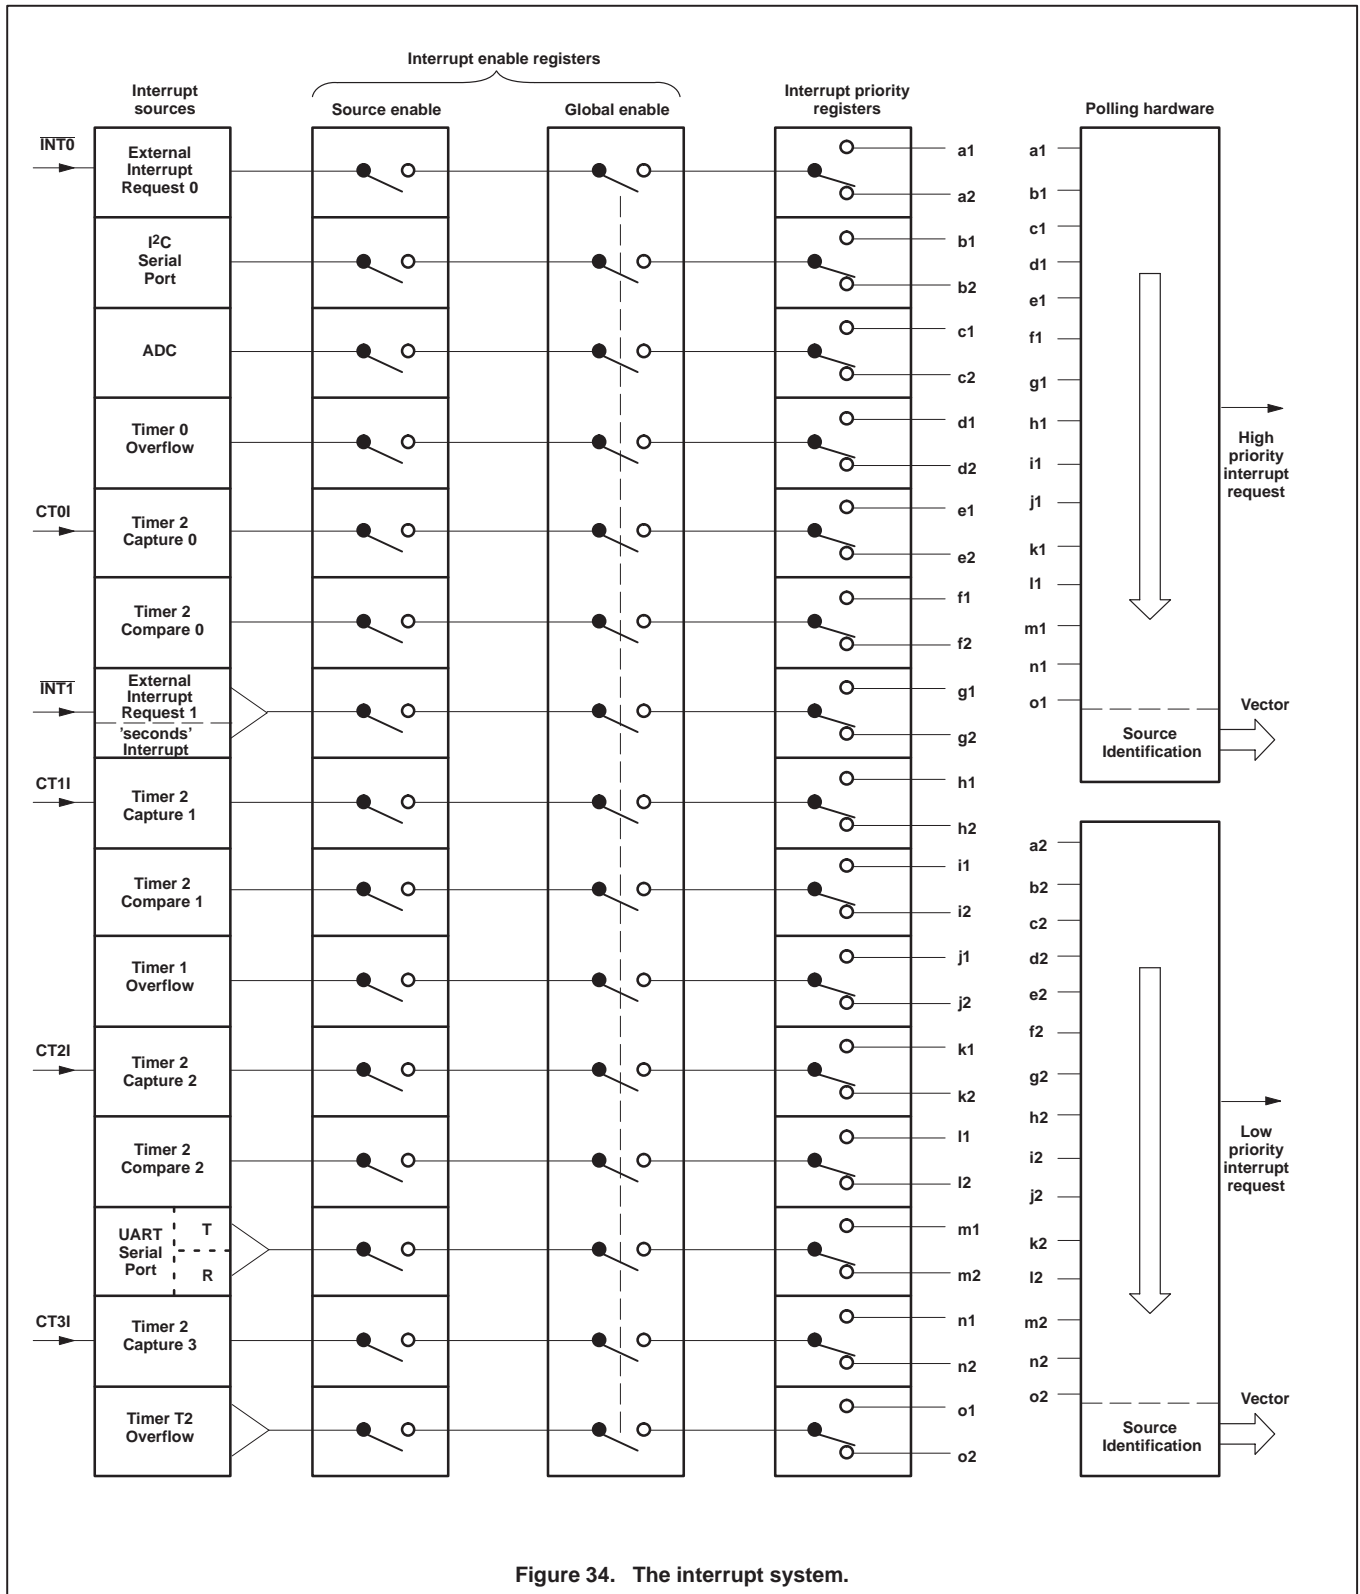 Interrupt enable registers
Interrupt
sources
Source enable
Global enable
Interrupt priority
registers
Polling hardware
INT0
External
Interrupt
Request 0
a1
a2
I2C
Serial
Port
b1
b2
ADC
c1
c2
Timer 0
Overflow
d1
d2
CT0I
Timer 2
Capture 0
e1
e2
Timer 2
Compare 0
f1
f2
INT1
External
Interrupt
Request 1
'seconds'
Interrupt
g1
g2
CT1I
Timer 2
Capture 1
h1
h2
Timer 2
Compare 1
i1
i2
Timer 1
Overflow
j1
j2
CT2I
Timer 2
Capture 2
k1
k2
Timer 2
Compare 2
l1
l2
UART
Serial
Port
T
R
m1
m2
CT3I
Timer 2
Capture 3
n1
n2
Timer T2
Overflow
o1
o2
a1
b1
c1
d1
e1
f1
g1
h1
i1
j1
k1
l1
m1
n1
o1
High
priority
interrupt
request
Source
Identification
Vector
a2
b2
c2
d2
e2
f2
g2
h2
i2
j2
k2
l2
m2
n2
o2
Low
priority
interrupt
request
Source
Identification
Vector
Figure 34. The interrupt system.